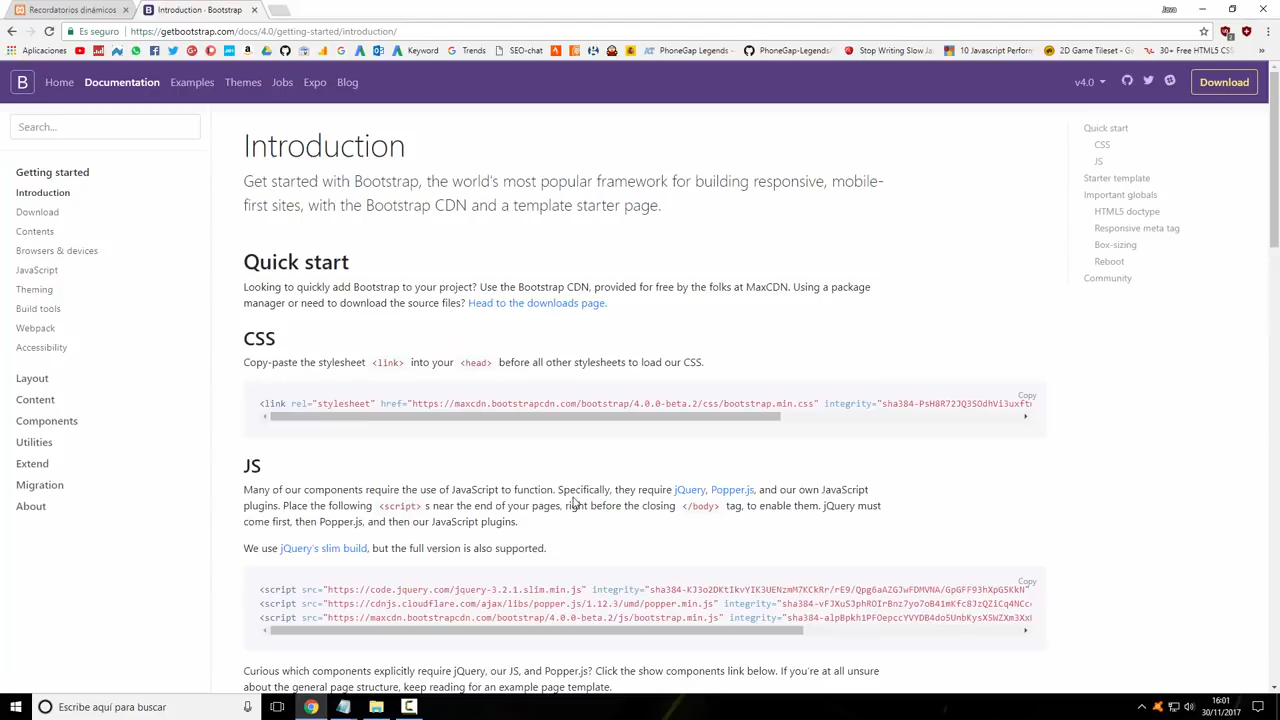 Recordatorios dinámicos
Introduction · Bootstrap
Java
Es seguro
https://getbootstrap.com/docs/4.0/getting-started/introduction/
Aplicaciones
Keyword
Trends
SEO-chat
PhoneGap Legends -
PhoneGap-Legends/
Stop Writing Slow Ja
10 Javascript Perform
2D Game Tileset - G
30+ Free HTML5 CSS
B
Home
Documentation
Examples
Themes
Jobs
Expo
Blog
v4.0
Download
Search...
Getting started
Introduction
Download
Contents
Browsers & devices
JavaScript
Theming
Build tools
Webpack
Accessibility
Layout
Content
Components
Utilities
Extend
Migration
About
Introduction
Get started with Bootstrap, the world's most popular framework for building responsive, mobile-
first sites, with the Bootstrap CDN and a template starter page.
Quick start
Looking to quickly add Bootstrap to your project? Use the Bootstrap CDN, provided for free by the folks at MaxCDN. Using a package
manager or need to download the source files? Head to the downloads page.
CSS
Copy-paste the stylesheet <link> into your <head> before all other stylesheets to load our CSS.
Copy
<link rel="stylesheet" href="https://maxcdn.bootstrapcdn.com/bootstrap/4.0.0-beta.2/css/bootstrap.min.css" integrity="sha384-PsH8R72JQ3SOdhVi3uxft
JS
Many of our components require the use of JavaScript to function. Specifically, they require jQuery, Popper.js, and our own JavaScript
plugins. Place the following <script> s near the end of your pages, right before the closing </body> tag, to enable them. jQuery must
come first, then Popper.js, and then our JavaScript plugins.
We use jQuery's slim build, but the full version is also supported.
Copy
<script src="https://code.jquery.com/jquery-3.2.1.slim.min.js" integrity="sha384-KJ3o2DKtIkvYIK3UENzmM7KCkRr/rE9/Qpg6aAZGJwFDMVNA/GpGFF93hXpG5KkN"
<script src="https://cdnjs.cloudflare.com/ajax/libs/popper.js/1.12.3/umd/popper.min.js" integrity="sha384-vFJXuSJphROIrBnz7yo7oB41mKfc8JzQZiCq4NCc
<script src="https://maxcdn.bootstrapcdn.com/bootstrap/4.0.0-beta.2/js/bootstrap.min.js" integrity="sha384-alpBpkh1PFOepccYVYDB4do5UnbKysX5WZXm3Xx
Curious which components explicitly require jQuery, our JS, and Popper.js? Click the show components link below. If you're at all unsure
about the general page structure, keep reading for an example page template.
Quick start
CSS
JS
Starter template
Important globals
HTML5 doctype
Responsive meta tag
Box-sizing
Reboot
Community
Escribe aquí para buscar
16:01
30/11/2017